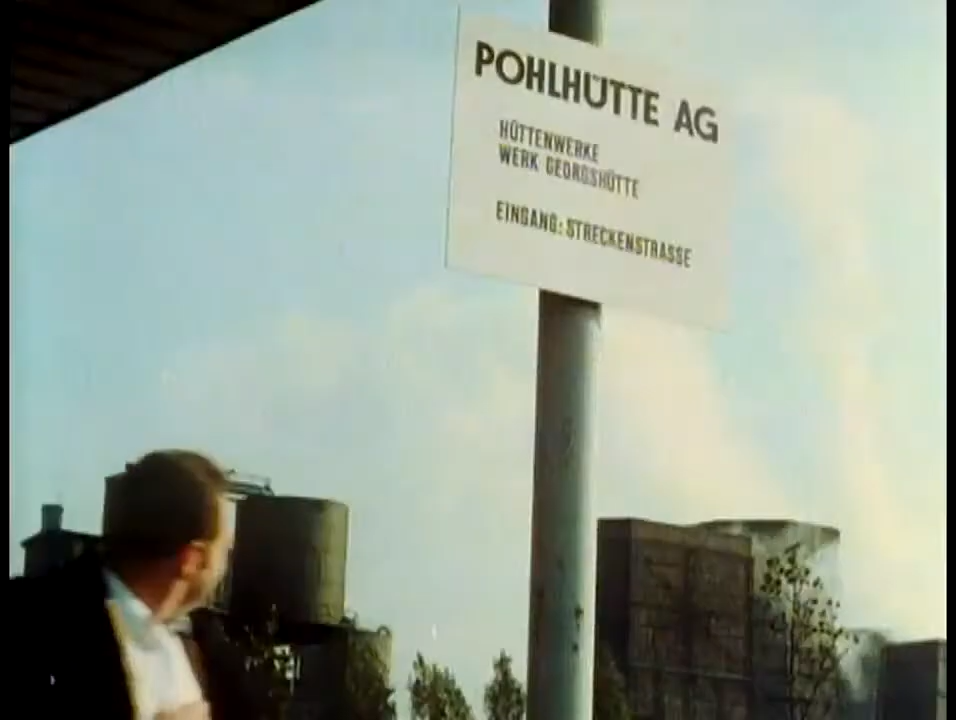 POHLHÜTTE AG
HÜTTENWERKE
WERK GEORGSHÜTTE
EINGANG: STRECKENSTRASSE